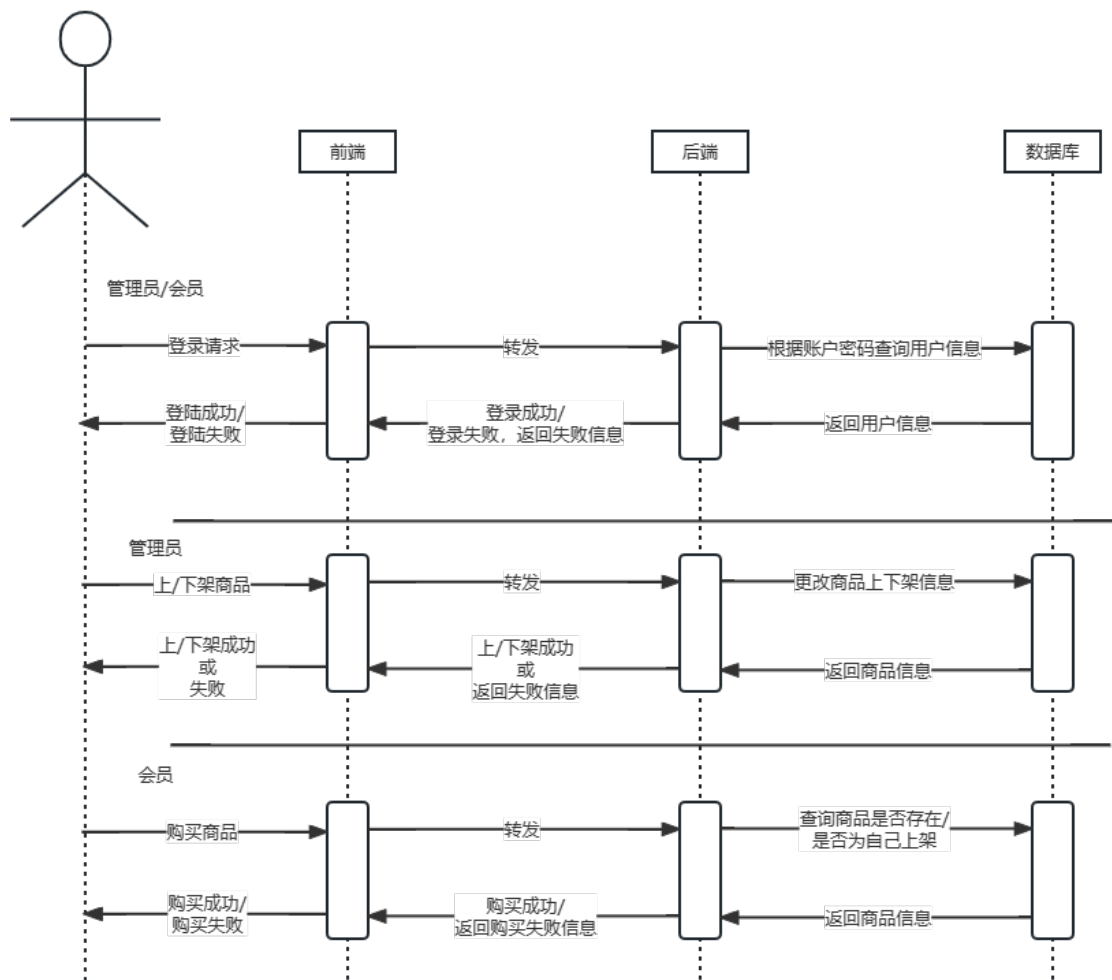 前端
后端
数据库
管理员/会员
登录请求
转发
根据账户密码查询用户信息
登陆成功/
登陆失败
登录成功/
登录失败，返回失败信息
返回用户信息
管理员
上/下架商品
转发
更改商品上下架信息
上/下架成功
或
失败
上/下架成功
或
返回失败信息
返回商品信息
会员
购买商品
转发
查询商品是否存在/
是否为自己上架
购买成功/
购买失败
购买成功/
返回购买失败信息
返回商品信息